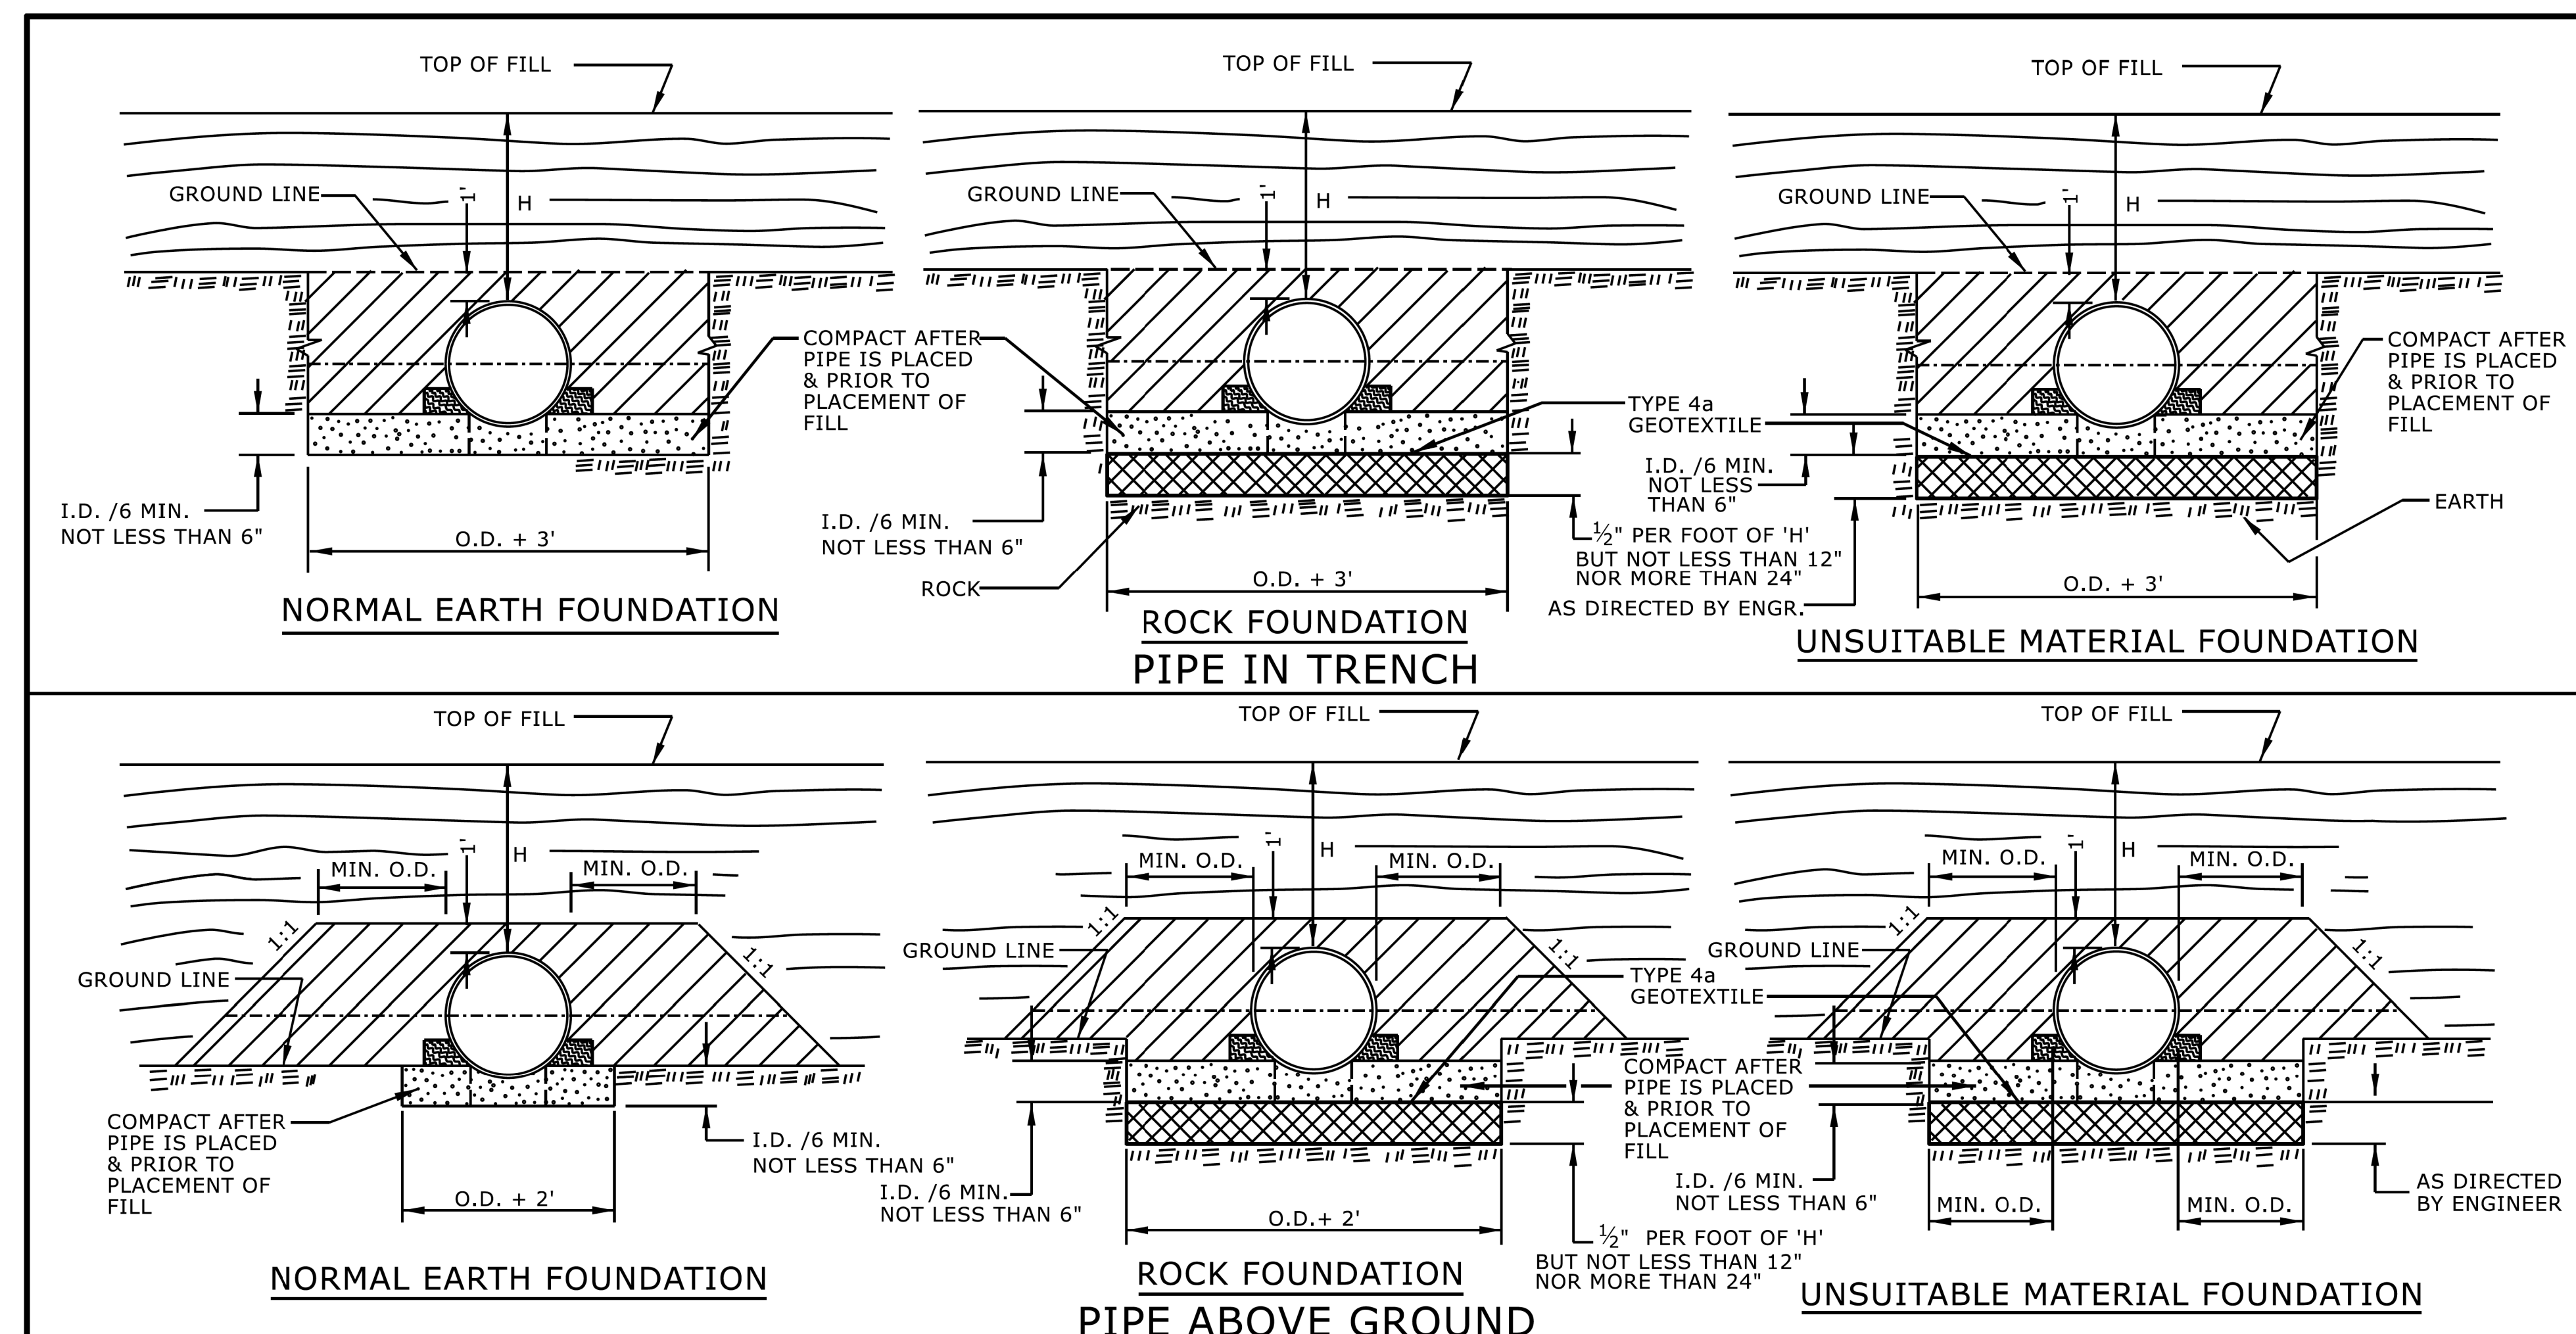 TOP OF FILL
GROUND LINE
1'
H
I.D. /6 MIN.
NOT LESS THAN 6"
O.D. + 3'
NORMAL EARTH FOUNDATION
COMPACT AFTER
PIPE IS PLACED
& PRIOR TO
PLACEMENT OF
FILL
TOP OF FILL
GROUND LINE
1'
H
I.D. /6 MIN.
NOT LESS THAN 6"
ROCK
O.D. + 3'
ROCK FOUNDATION
PIPE IN TRENCH
TYPE 4a
GEOTEXTILE
½" PER FOOT OF 'H'
BUT NOT LESS THAN 12"
NOR MORE THAN 24"
TOP OF FILL
GROUND LINE
1'
H
COMPACT AFTER
PIPE IS PLACED
& PRIOR TO
PLACEMENT OF
FILL
I.D. /6 MIN.
NOT LESS
THAN 6"
AS DIRECTED BY ENGR.
EARTH
O.D. + 3'
UNSUITABLE MATERIAL FOUNDATION
TOP OF FILL
1'
H
MIN. O.D.
MIN. O.D.
1:1
1:1
GROUND LINE
COMPACT AFTER
PIPE IS PLACED
& PRIOR TO
PLACEMENT OF
FILL
I.D. /6 MIN.
NOT LESS THAN 6"
O.D. + 2'
NORMAL EARTH FOUNDATION
TOP OF FILL
1'
H
MIN. O.D.
MIN. O.D.
1:1
1:1
GROUND LINE
TYPE 4a
GEOTEXTILE
COMPACT AFTER
PIPE IS PLACED
& PRIOR TO
PLACEMENT OF
FILL
I.D. /6 MIN.
NOT LESS THAN 6"
O.D.+ 2'
½" PER FOOT OF 'H'
BUT NOT LESS THAN 12"
NOR MORE THAN 24"
ROCK FOUNDATION
PIPE ABOVE GROUND
TOP OF FILL
1'
H
MIN. O.D.
MIN. O.D.
1:1
1:1
GROUND LINE
I.D. /6 MIN.
NOT LESS THAN 6"
MIN. O.D.
MIN. O.D.
AS DIRECTED
BY ENGINEER
UNSUITABLE MATERIAL FOUNDATION